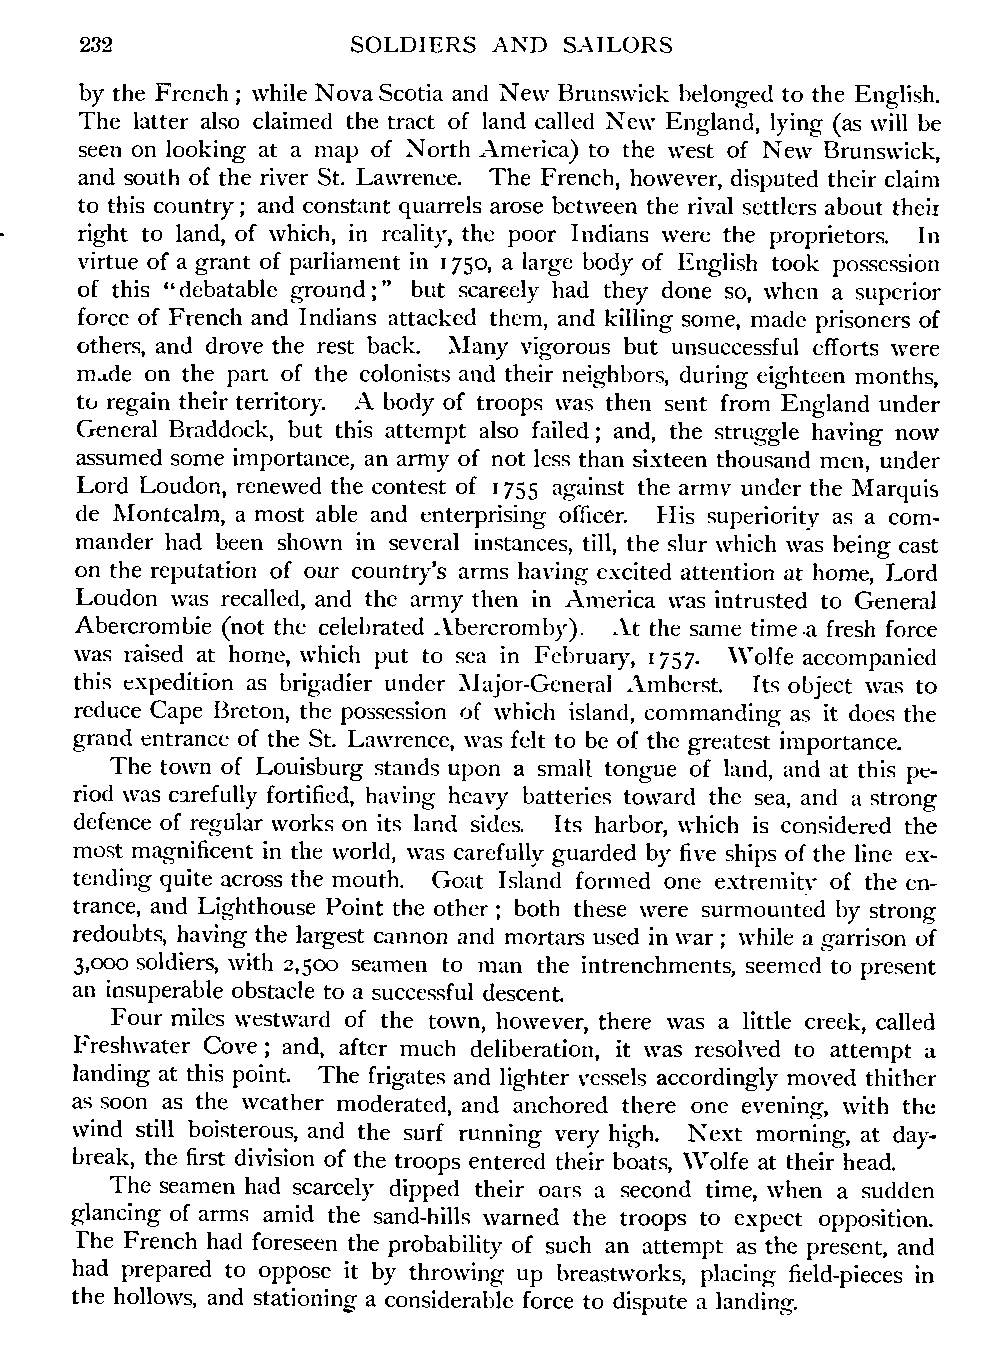 232 SOLDIERS AND SAILORS
by the French; while Nova Scotia and New Brunswick belonged to the English.
The latter also claimed the tract of land called New England, lying (as will be
seen on looking at a map of North America) to the west of New Brunswick,
and south of the river St. Lawrence. The French, however, disputed their claim
to this country; and constant quarrels arose between the rival settlers about their
right to land, of which, in reality, the poor Indians were the proprietors. In
virtue of a grant of parliament in 1750, a large body of English took possession
of this "debatable ground;" but scarcely had they done so, when a superior
force of French and Indians attacked them, and killing some, made prisoners of
others, and drove the rest back. Many vigorous but unsuccessful efforts were
made on the part of the colonists and their neighbors, during eighteen months,
to regain their territory. A body of troops was then sent from England under
General Braddock, but this attempt also failed; and, the struggle having now
assumed some importance, an army of not less than sixteen thousand men, under
Lord Loudon, renewed the contest of 1755 against the army under the Marquis
de Montcalm, a most able and enterprising officer. His superiority as a com-
mander had been shown in several instances, till, the slur which was being cast
on the reputation of our country's arms having excited attention at home, Lord
Loudon was recalled, and the army then in America was intrusted to General
Abercrombie (not the celebrated Abercromby). At the same time a fresh force
was raised at home, which put to sea in February, 1757. Wolfe accompanied
this expedition as brigadier under Major-General Amherst. Its object was to
reduce Cape Breton, the possession of which island, commanding as it does the
grand entrance of the St. Lawrence, was felt to be of the greatest importance.
The town of Louisburg stands upon a small tongue of land, and at this pe-
riod was carefully fortified, having heavy batteries toward the sea, and a strong
defence of regular works on its land sides. Its harbor, which is considered the
most magnificent in the world, was carefully guarded by five ships of the line ex-
tending quite across the mouth. Goat Island formed one extremity of the en-
trance, and Lighthouse Point the other; both these were surmounted by strong
redoubts, having the largest cannon and mortars used in war; while a garrison of
3,000 soldiers, with 2,500 seamen to man the intrenchments, seemed to present
an insuperable obstacle to a successful descent.
Four miles westward of the town, however, there was a little creek, called
Freshwater Cove; and, after much deliberation, it was resolved to attempt a
landing at this point. The frigates and lighter vessels accordingly moved thither
as soon as the weather moderated, and anchored there one evening, with the
wind still boisterous, and the surf running very high. Next morning, at day-
break, the first division of the troops entered their boats, Wolfe at their head.
The seamen had scarcely dipped their oars a second time, when a sudden
glancing of arms amid the sand-hills warned the troops to expect opposition.
The French had foreseen the probability of such an attempt as the present, and
had prepared to oppose it by throwing up breastworks, placing field-pieces in
the hollows, and stationing a considerable force to dispute a landing.